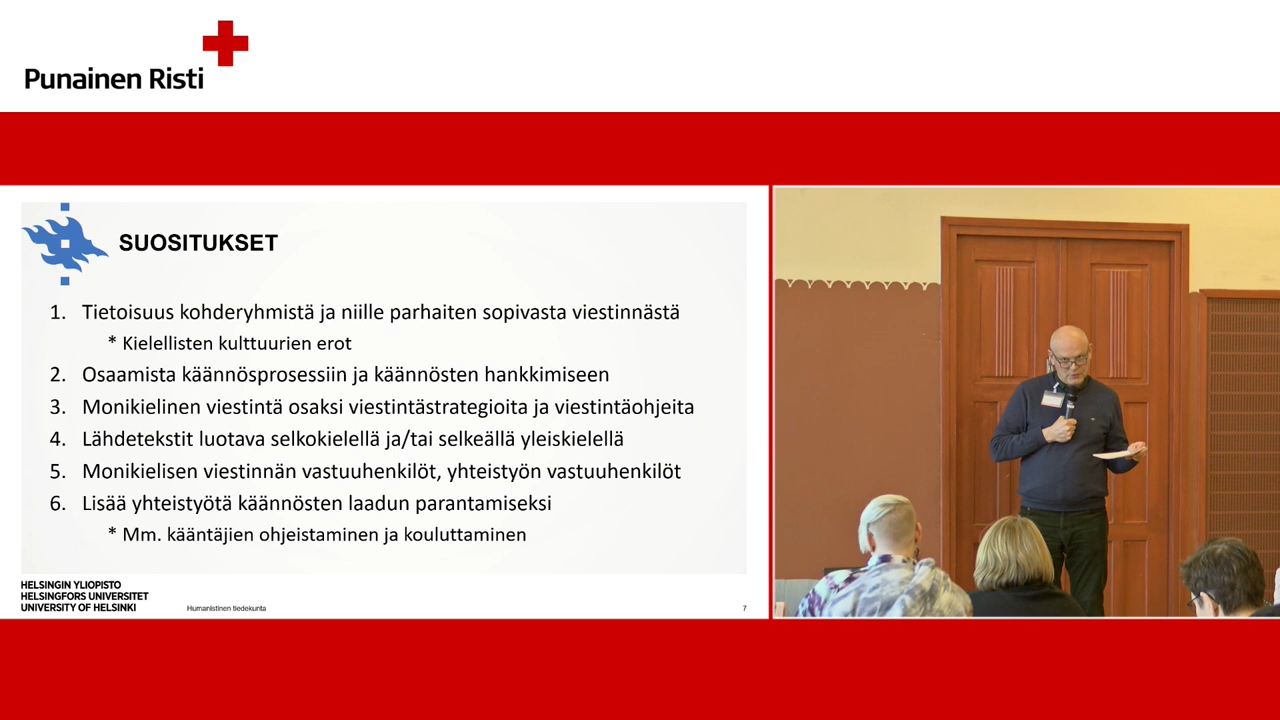 Punainen Risti
SUOSITUKSET
1. Tietoisuus kohderyhmistä ja niille parhaiten sopivasta viestinnästä
* Kielellisten kulttuurien erot
2. Osaamista käännösprosessiin ja käännösten hankkimiseen
3. Monikielinen viestintä osaksi viestintästrategioita ja viestintäohjeita
4. Lähdetekstit luotava selkokielellä ja/tai selkeällä yleiskielellä
5. Monikielisen viestinnän vastuuhenkilöt, yhteistyön vastuuhenkilöt
6. Lisää yhteistyötä käännösten laadun parantamiseksi
* Mm. kääntäjien ohjeistaminen ja kouluttaminen
HELSINGIN YLIOPISTO
HELSINGFORS UNIVERSITET
UNIVERSITY OF HELSINKI
Humanistinen tiedekunta
7